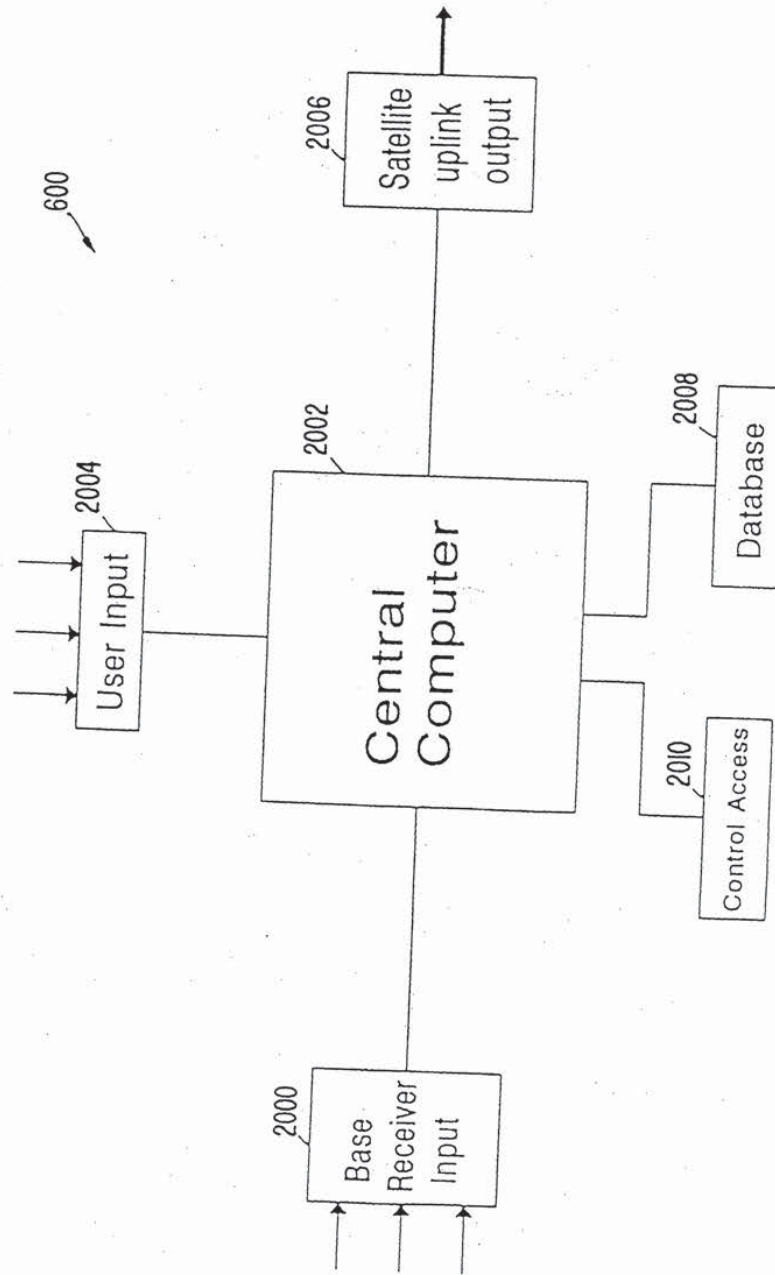 600
2004
User Input
2006
Satellite
uplink
output
2002
Central
Computer
2000
Base
Receiver
Input
2010
Control Access
2008
Database